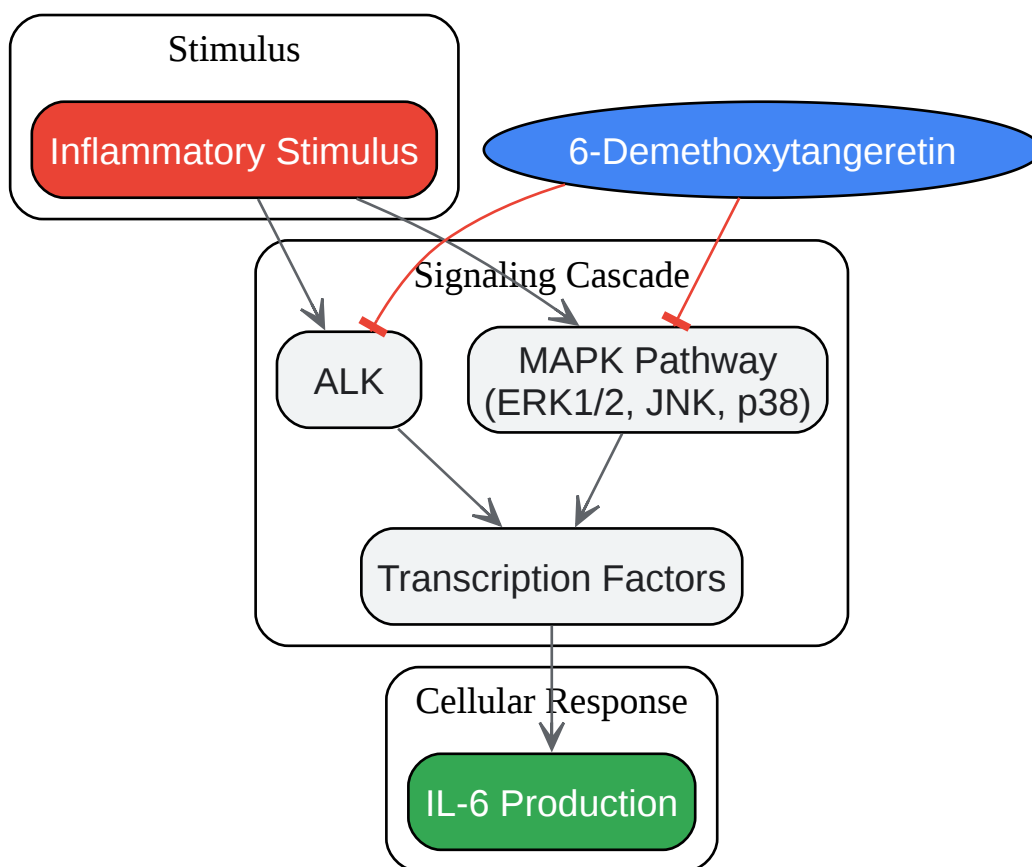 Stimulus
Inflammatory Stimulus
6-Demethoxytangeretin
Signaling Cascade
ALK
MAPK Pathway
(ERK1/2, JNK, p38)
Transcription Factors
Cellular Response
IL-6 Production